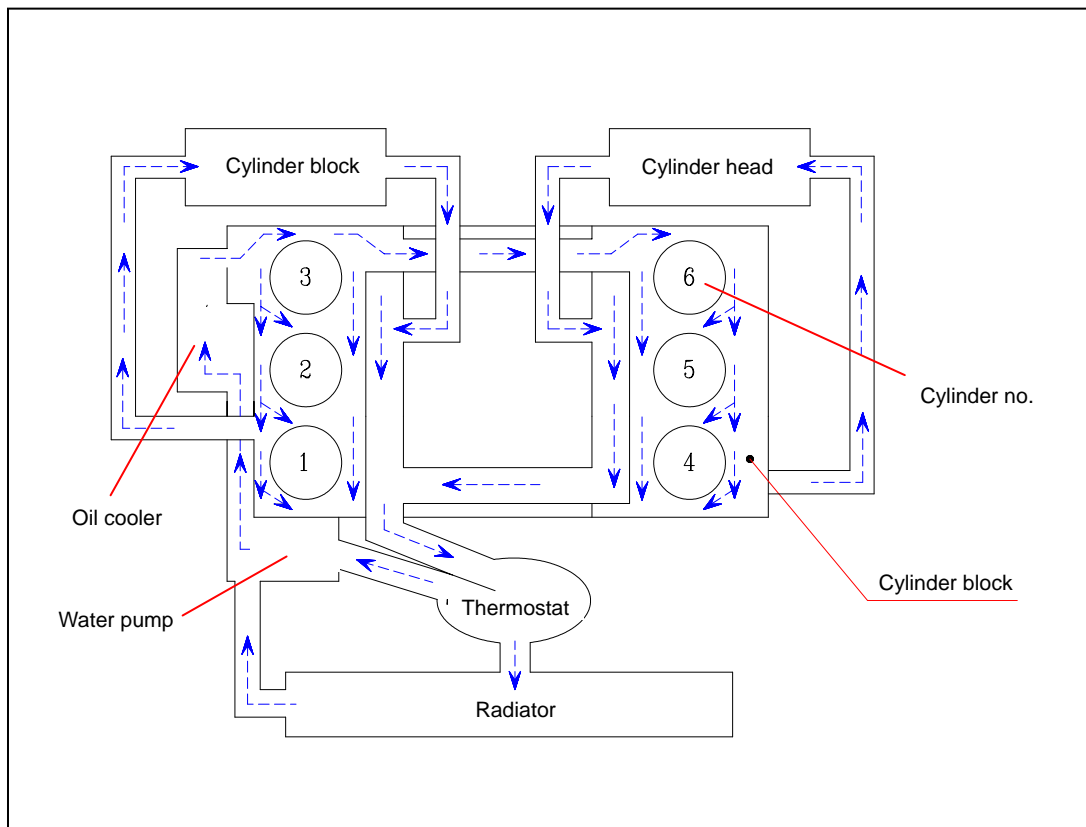 Cylinder block
Cylinder head
3
6
2
5
Cylinder no.
1
4
Oil cooler
Cylinder block
Thermostat
Water pump
Radiator